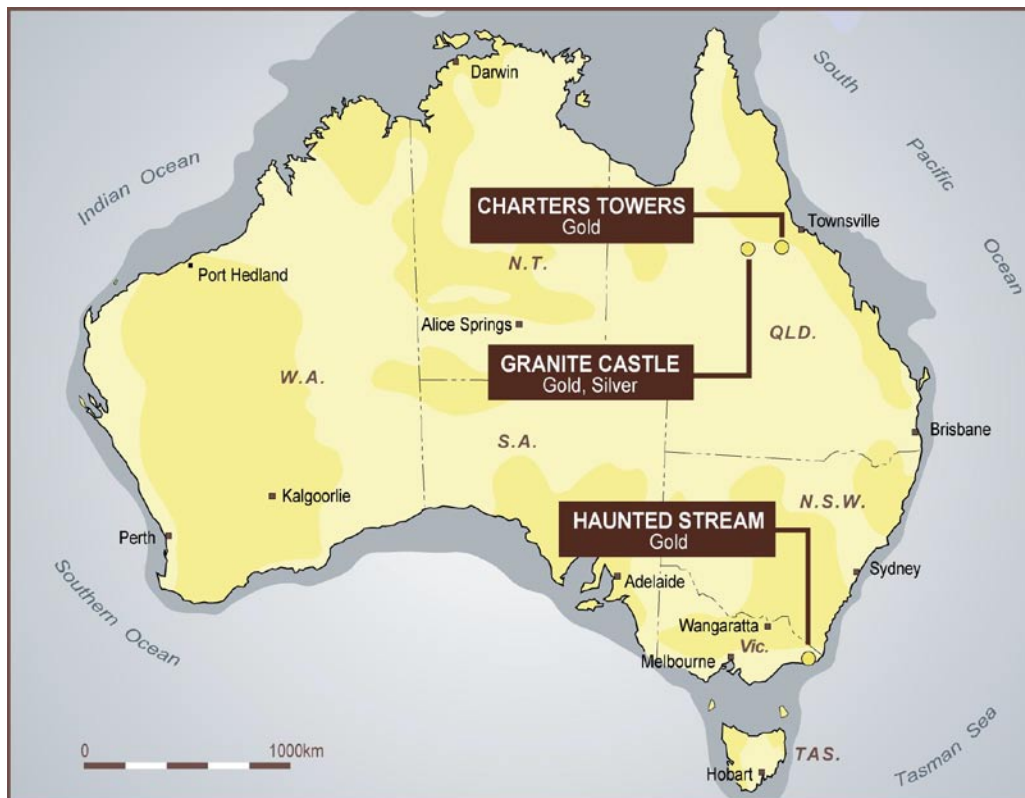 Darwin
South
Pacific
Ocean
Indian Ocean
CHARTERS TOWERS
Gold
Townsville
Port Hedland
N.T.
Alice Springs
QLD.
GRANITE CASTLE
Gold, Silver
W.A.
S.A.
Brisbane
Kalgoorlie
N.S.W.
HAUNTED STREAM
Gold
Perth
Sydney
Adelaide
Southern Ocean
Wangaratta
Vic.
Melbourne
0 1000km
TAS.
Hobart
Tasman Sea